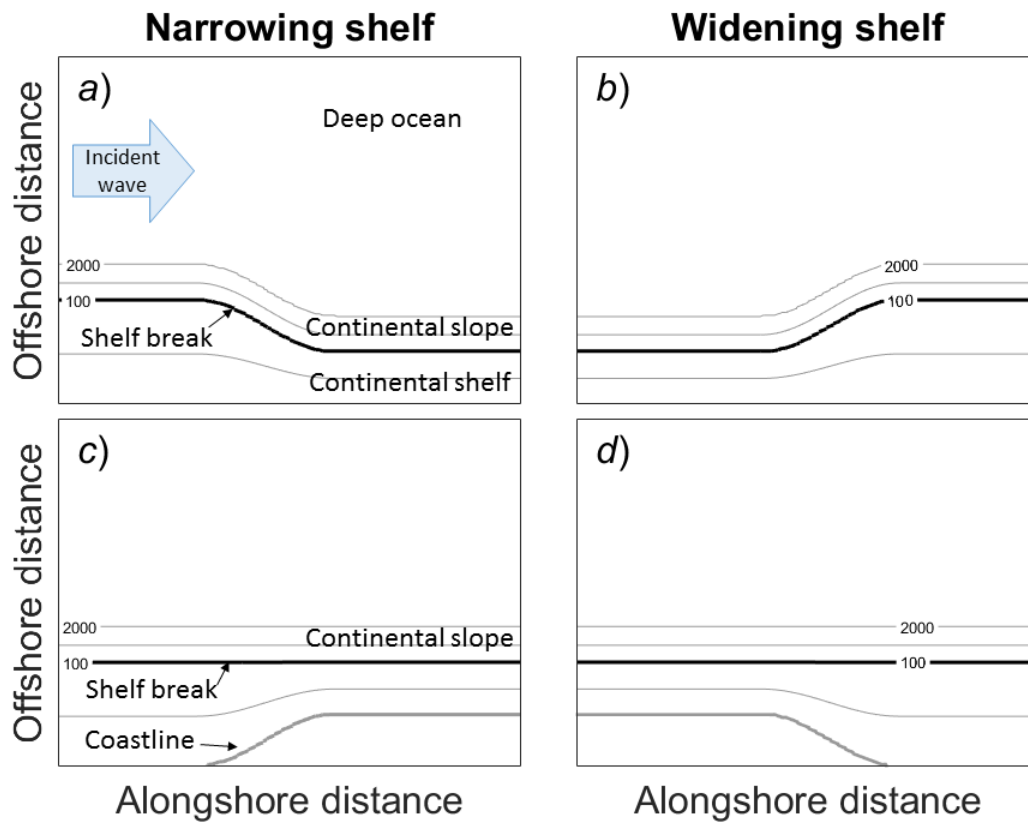 Narrowing shelf
Widening shelf
Offshore distance
a)
Deep ocean
Incident
wave
2000
100
Shelf break
Continental slope
Continental shelf
b)
2000
100
Offshore distance
c)
2000
Continental slope
100
Shelf break
Coastline
d)
2000
100
Alongshore distance
Alongshore distance